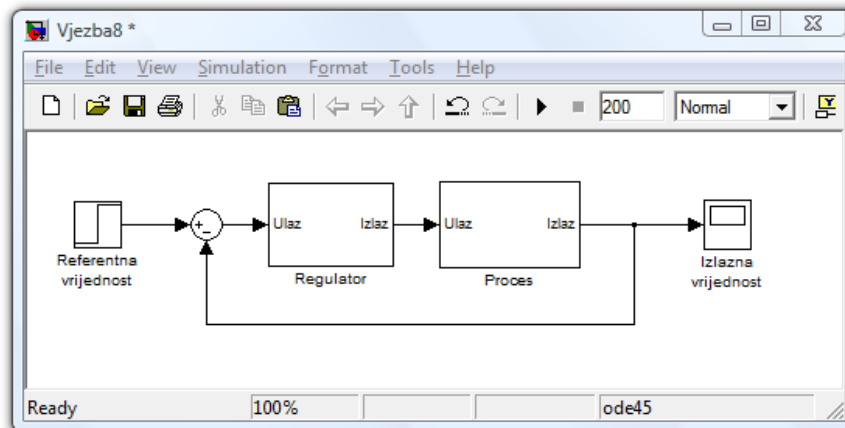 Vjezba8 *
File Edit View Simulation Format Tools Help
200 Normal
Ulaz Izlaz Ulaz Izlaz
Referentna
vrijednost
Regulator
Proces
Izlazna
vrijednost
Ready 100% ode45